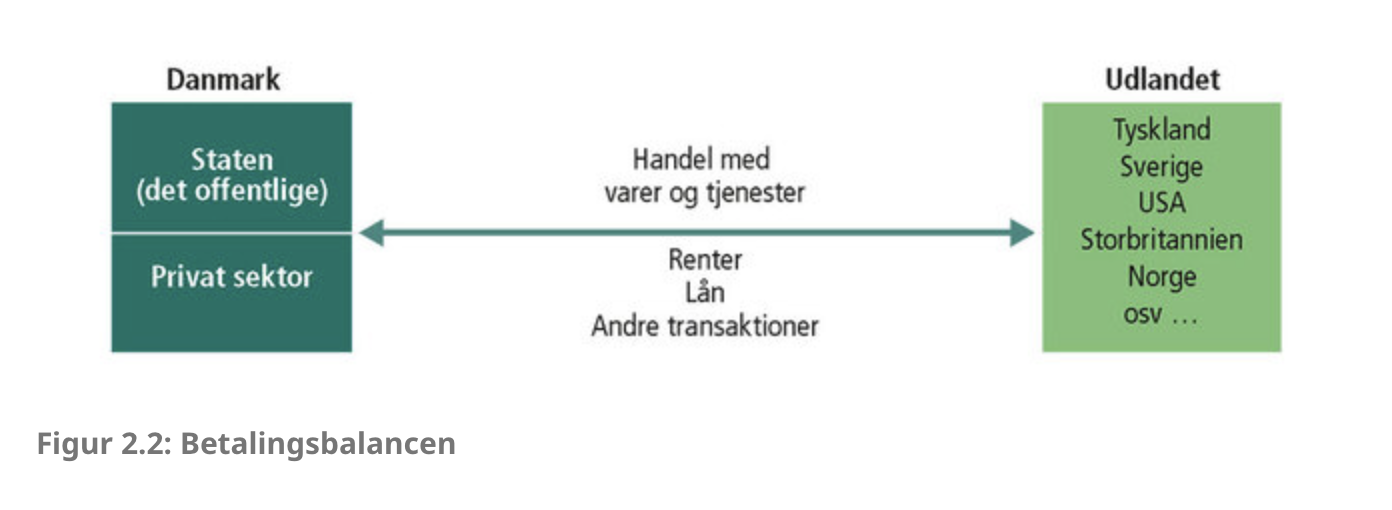 Danmark
Staten
(det offentlige)
Privat sektor
Handel med
varer og tjenester
Renter
Lån
Andre transaktioner
Udlandet
Tyskland
Sverige
USA
Storbritannien
Norge
osv ...
Figur 2.2: Betalingsbalancen